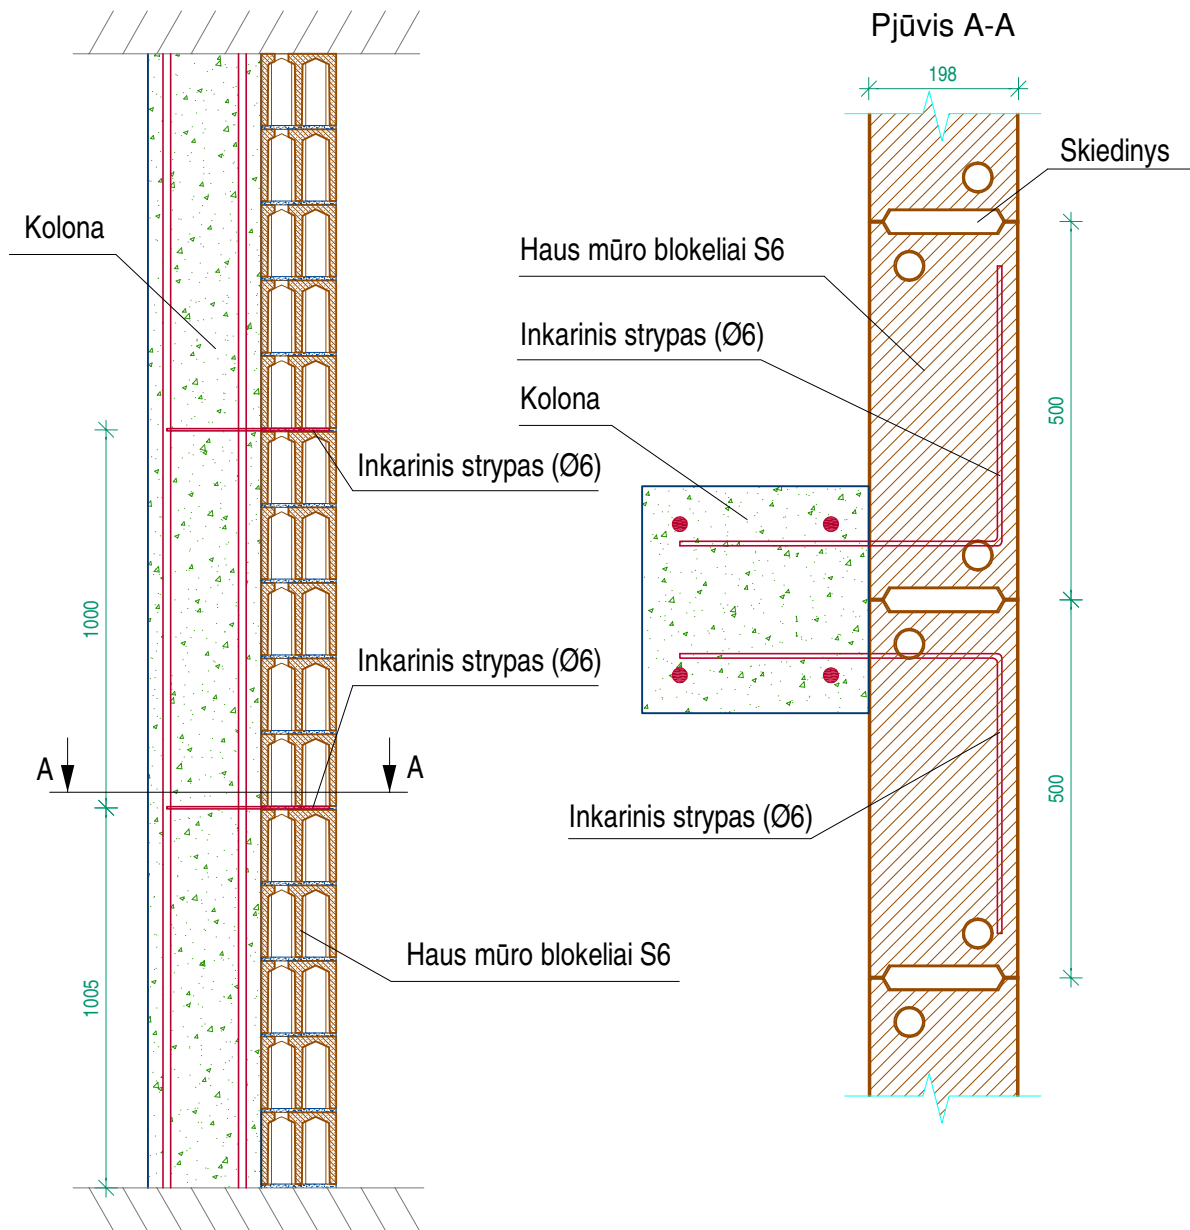 Pjūvis A-A
198
Skiedinys
Kolona
Haus mūro blokeliai S6
Inkarinis strypas (Ø6)
Kolona
500
Inkarinis strypas (Ø6)
1000
Inkarinis strypas (Ø6)
A
A
500
Inkarinis strypas (Ø6)
Haus mūro blokeliai S6
1005